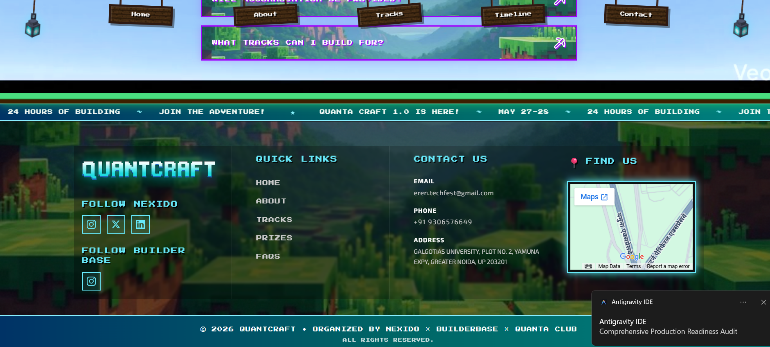 Home
About
Tracks
Timeline
Contact
WHAT TRACKS CAN I BUILD FOR?
24 HOURS OF BUILDING ~ JOIN THE ADVENTURE! ★ QUANTA CRAFT 1.0 IS HERE! ~ MAY 27-28 ~ 24 HOURS OF BUILDING ~ JOIN T
QUANTCRAFT
FOLLOW NEXIDO
FOLLOW BUILDER
BASE
QUICK LINKS
HOME
ABOUT
TRACKS
PRIZES
FAQS
CONTACT US
EMAIL
eren.techfest@gmail.com
PHONE
+91 9306576649
ADDRESS
GALGOTIAS UNIVERSITY, PLOT NO. 2, YAMUNA
EXPY, GREATER NOIDA, UP 203201
FIND US
Maps
Google
Map Data Terms Report a map error
Antigravity IDE
Antigravity IDE
Comprehensive Production Readiness Audit
© 2026 QUANTCRAFT • ORGANIZED BY NEXIDO X BUILDERBASE X QUANTA CLUB
ALL RIGHTS RESERVED.